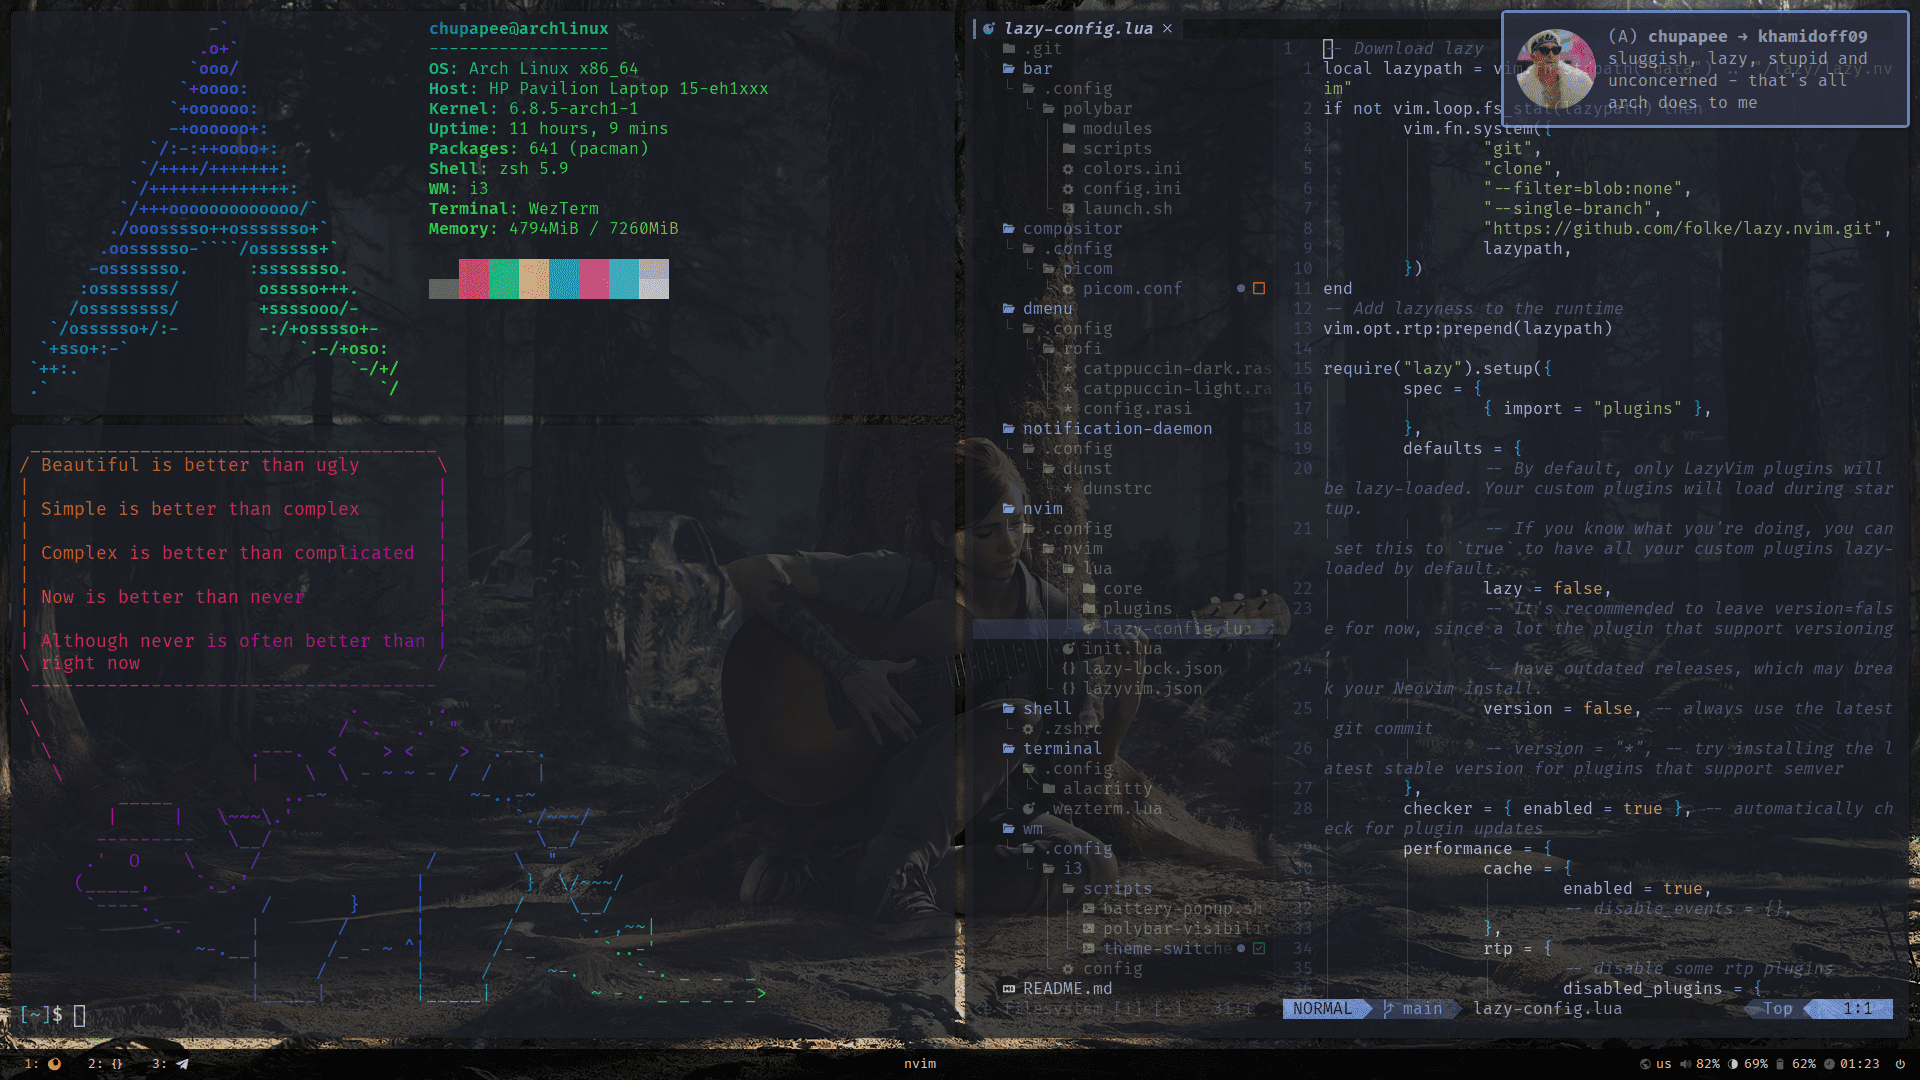 chupapee@archlinux
-----------------
OS: Arch Linux x86_64
Host: HP Pavilion Laptop 15-eh1xxx
Kernel: 6.8.5-arch1-1
Uptime: 11 hours, 9 mins
Packages: 641 (pacman)
Shell: zsh 5.9
WM: i3
Terminal: WezTerm
Memory: 4794MiB / 7260MiB
Beautiful is better than ugly
Simple is better than complex
Complex is better than complicated
Now is better than never
Although never is often better than
right now
[~]$
lazy-config.lua ×
.git
bar
.config
polybar
modules
scripts
colors.ini
config.ini
launch.sh
compositor
.config
picom
picom.conf
dmenu
.config
rofi
catppuccin-dark.ras
catppuccin-light.ra
config.rasi
notification-daemon
.config
dunst
dunstrc
nvim
.config
nvim
lua
core
plugins
lazy-config.lua
init.lua
lazy-lock.json
lazyvim.json
shell
.zshrc
terminal
.config
alacritty
.wezterm.lua
wm
.config
i3
scripts
battery-popup.sh
polybar-visibilit
theme-switche
config
README.md
1 -- Download lazy
1 local lazypath =
im"
2 if not vim.loop.fs_stat(lazypath) then
3 vim.fn.system({
4 "git",
5 "clone",
6 "--filter=blob:none",
7 "--single-branch",
8 "https://github.com/folke/lazy.nvim.git",
9 lazypath,
10 })
11 end
12 -- Add lazyness to the runtime
13 vim.opt.rtp:prepend(lazypath)
14
15 require("lazy").setup({
16 spec = {
17 { import = "plugins" },
18 },
19 defaults = {
20 -- By default, only LazyVim plugins will
be lazy-loaded. Your custom plugins will load during star
tup.
21 -- If you know what you're doing, you can
set this to `true` to have all your custom plugins lazy-
loaded by default.
22 lazy = false,
23 -- It's recommended to leave version=fals
e for now, since a lot the plugin that support versioning
,
24 -- have outdated releases, which may brea
k your Neovim install.
25 version = false, -- always use the latest
git commit
26 -- version = "*", -- try installing the l
atest stable version for plugins that support semver
27 },
28 checker = { enabled = true }, -- automatically ch
eck for plugin updates
29 performance = {
30 cache = {
31 enabled = true,
32 -- disable_events = {},
33 },
34 rtp = {
35 -- disable some rtp plugins
36 disabled_plugins = {
NORMAL main lazy-config.lua Top 1:1
(A) chupapee → khamidoff09
sluggish, lazy, stupid and
unconcerned - that's all
arch does to me
1: 2: {} 3: nvim us 82% 69% 62% 01:23